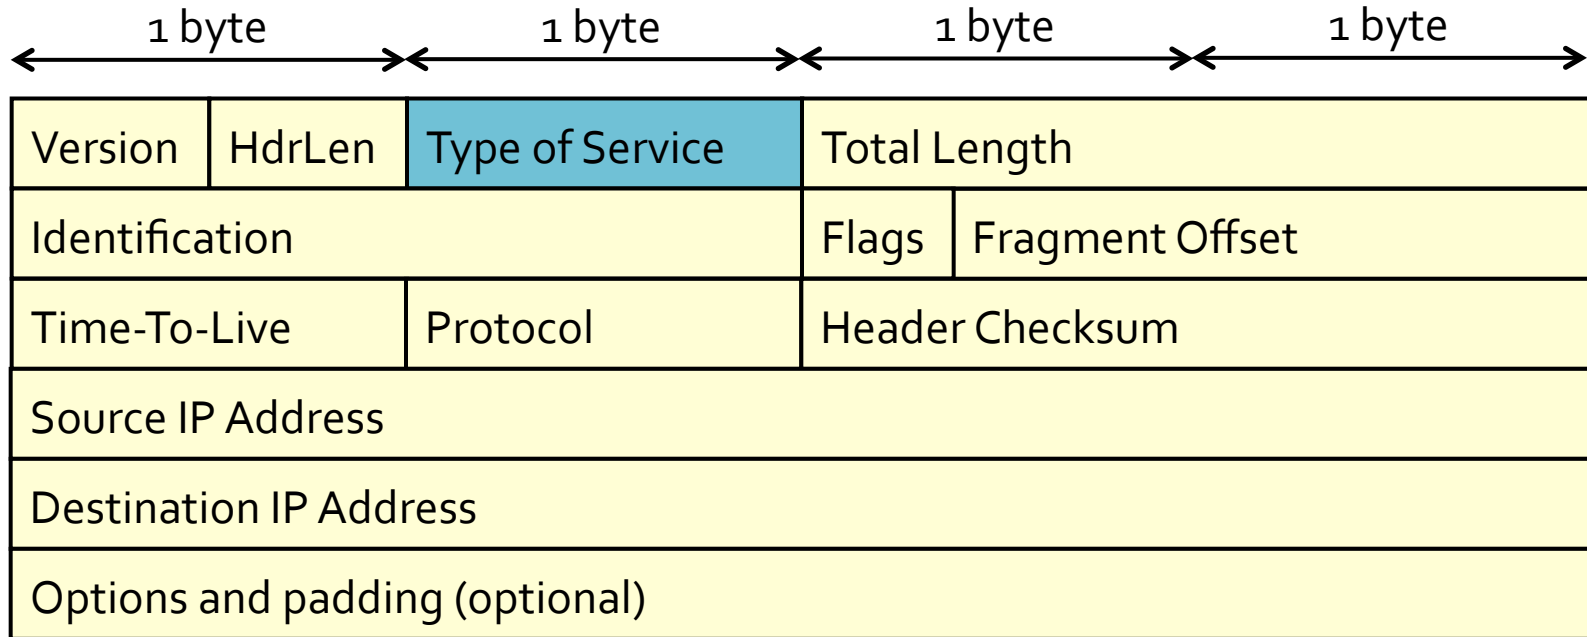 1 byte 1 byte 1 byte 1 byte
Version HdrLen Type of Service Total Length
Identification Flags Fragment Offset
Time-To-Live Protocol Header Checksum
Source IP Address
Destination IP Address
Options and padding (optional)